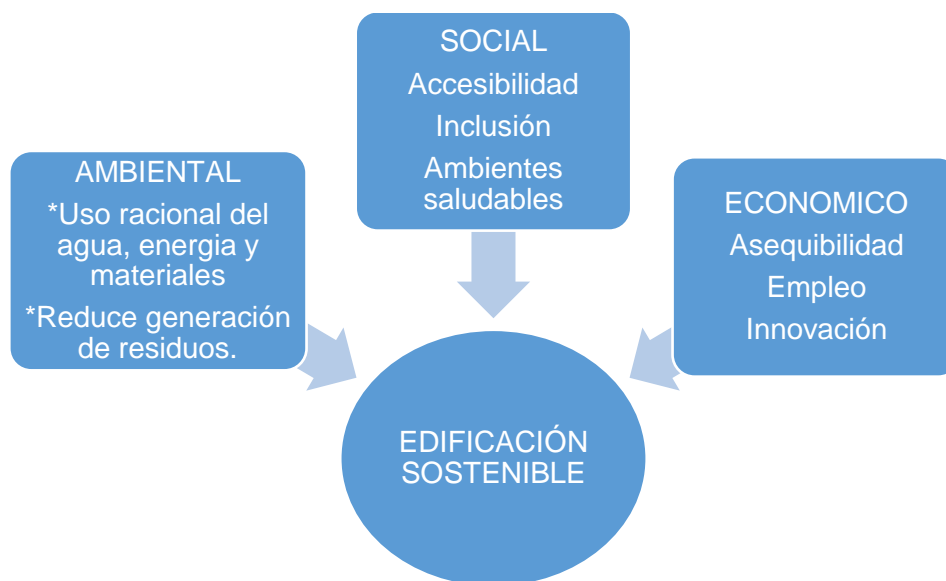 SOCIAL
Accesibilidad
Inclusión
Ambientes
saludables
AMBIENTAL
*Uso racional del
agua, energia y
materiales
*Reduce generación
de residuos.
ECONOMICO
Asequibilidad
Empleo
Innovación
EDIFICACIÓN
SOSTENIBLE